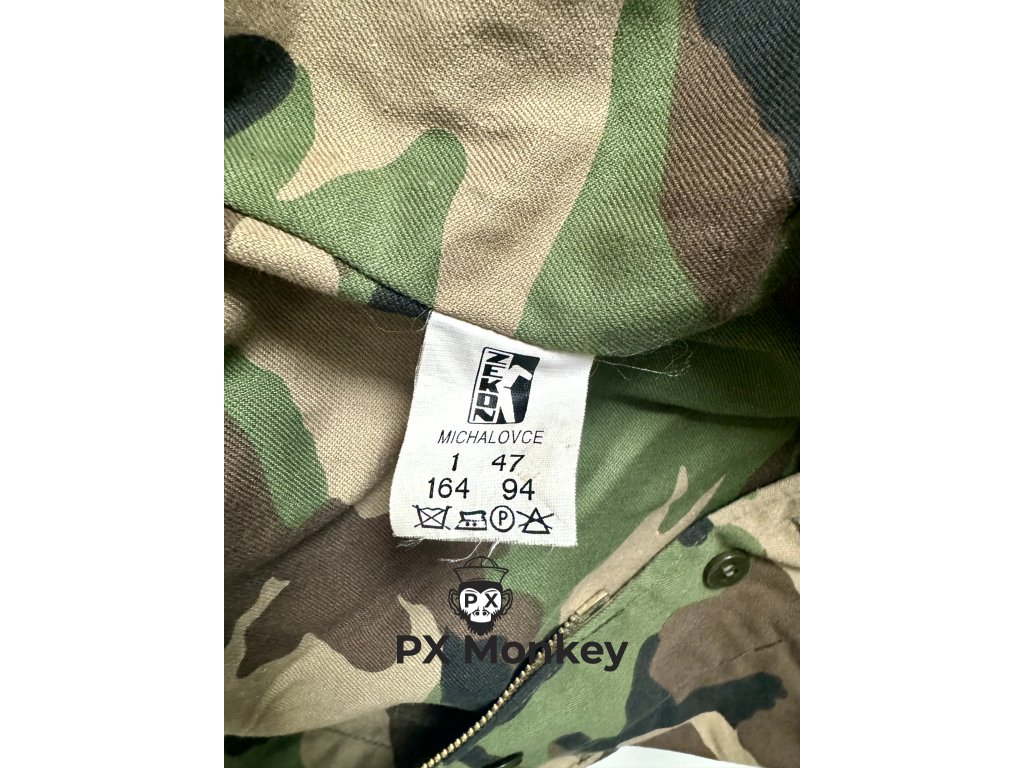 ZEKON
MICHALOVCE
1 47
164 94
P
PX
PX Monkey